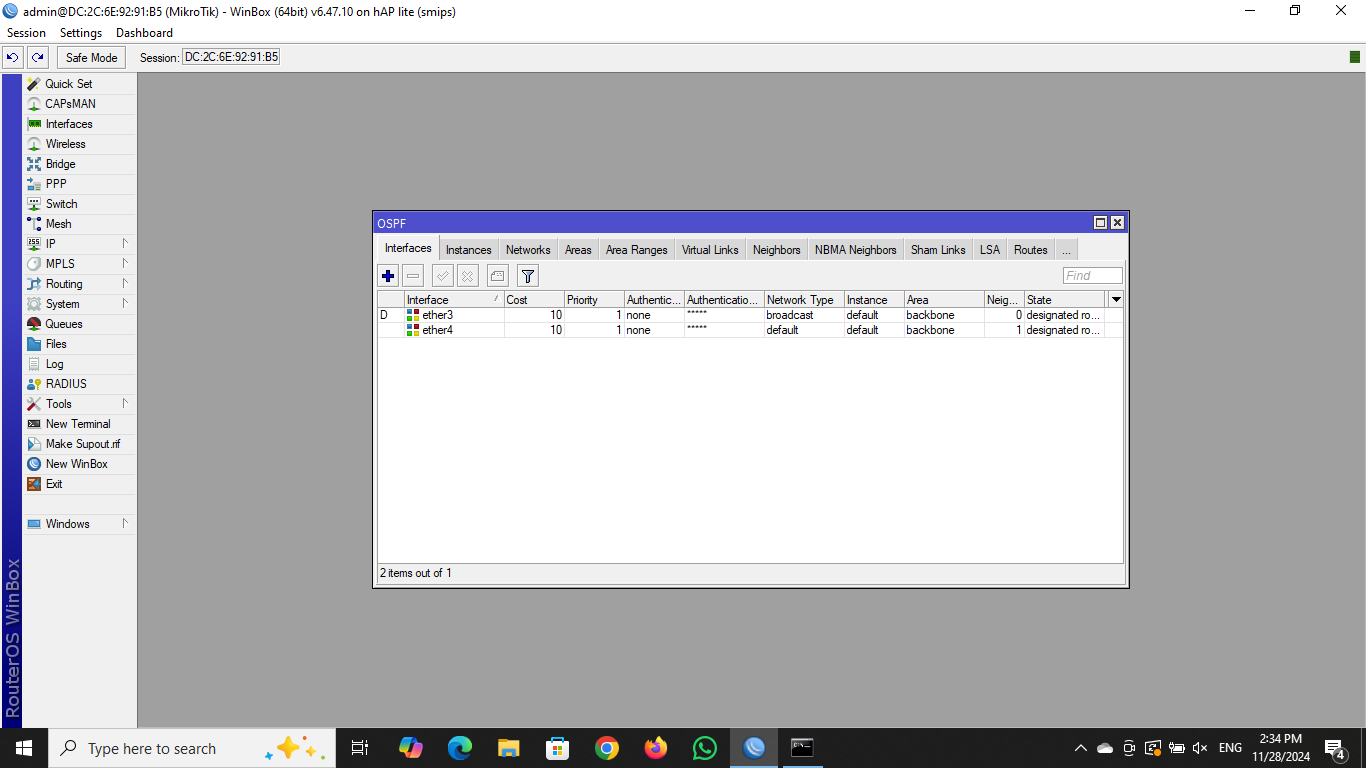 admin@DC:2C:6E:92:91:B5 (MikroTik) - WinBox (64bit) v6.47.10 on hAP lite (smips)
Session Settings Dashboard
Safe Mode Session: DC:2C:6E:92:91:B5
Quick Set
CAPsMAN
Interfaces
Wireless
Bridge
PPP
Switch
Mesh
IP
MPLS
Routing
System
Queues
Files
Log
RADIUS
Tools
New Terminal
Make Supout.rif
New WinBox
Exit
Windows
RouterOS WinBox
OSPF
Interfaces Instances Networks Areas Area Ranges Virtual Links Neighbors NBMA Neighbors Sham Links LSA Routes ...
Find
Interface Cost Priority Authentic... Authenticatio... Network Type Instance Area Neig... State
D ether3 10 1 none ***** broadcast default backbone 0 designated ro...
ether4 10 1 none ***** default default backbone 1 designated ro...
2 items out of 1
Type here to search
ENG
2:34 PM
11/28/2024
4